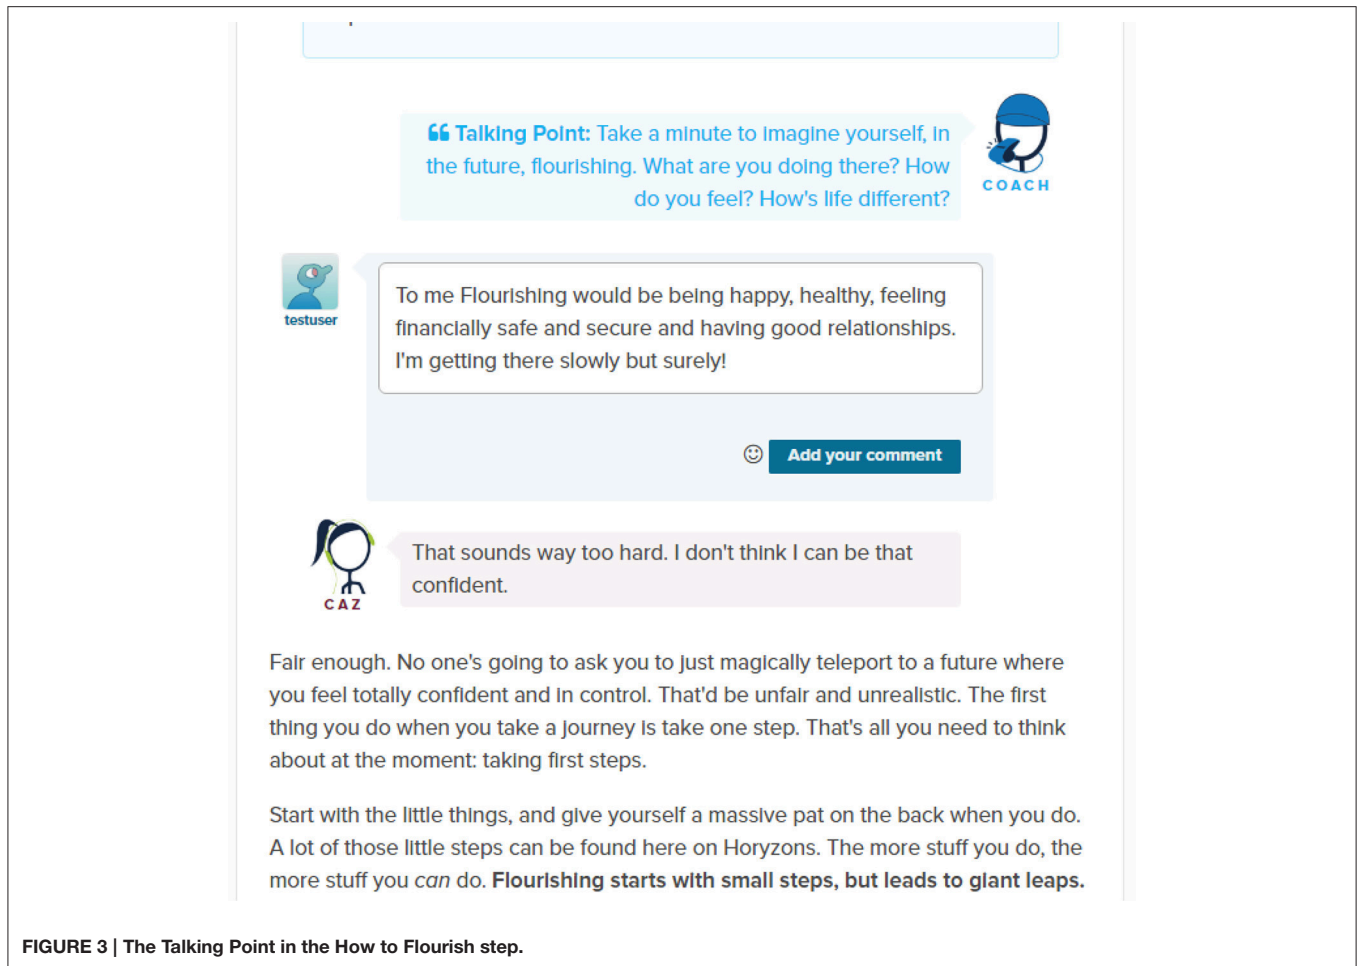 Talking Point: Take a minute to imagine yourself, in
the future, flourishing. What are you doing there? How
do you feel? How's life different?
COACH
testuser
To me Flourishing would be being happy, healthy, feeling
financially safe and secure and having good relationships.
I'm getting there slowly but surely!
Add your comment
CAZ
That sounds way too hard. I don't think I can be that
confident.
Fair enough. No one's going to ask you to just magically teleport to a future where
you feel totally confident and in control. That'd be unfair and unrealistic. The first
thing you do when you take a journey is take one step. That's all you need to think
about at the moment: taking first steps.
Start with the little things, and give yourself a massive pat on the back when you do.
A lot of those little steps can be found here on Horyzons. The more stuff you do, the
more stuff you can do. Flourishing starts with small steps, but leads to giant leaps.
FIGURE 3 | The Talking Point in the How to Flourish step.